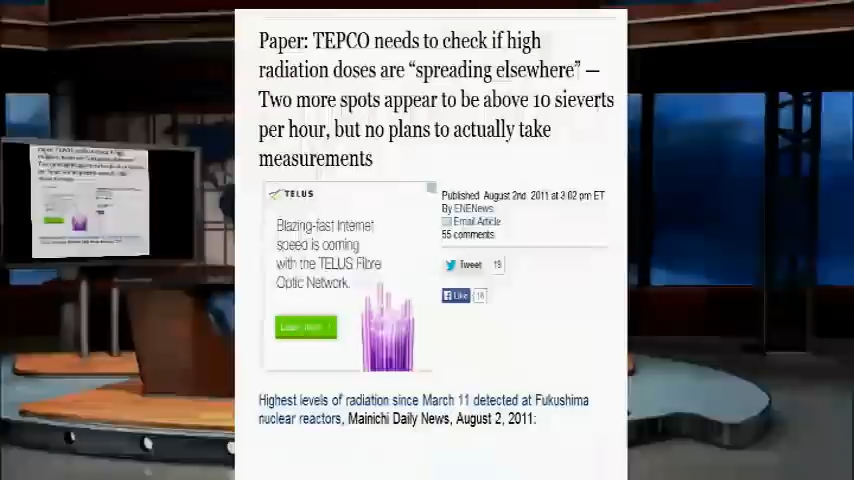 Paper: TEPCO needs to check if high
radiation doses are “spreading elsewhere” —
Two more spots appear to be above 10 sieverts
per hour, but no plans to actually take
measurements
TELUS
Blazing-fast Internet
speed is coming
with the TELUS Fibre
Optic Network.
Learn more
Published: August 2nd, 2011 at 3:02 pm ET
By ENENews
Email Article
55 comments
Tweet 19
Like 16
Highest levels of radiation since March 11 detected at Fukushima
nuclear reactors, Mainichi Daily News, August 2, 2011: